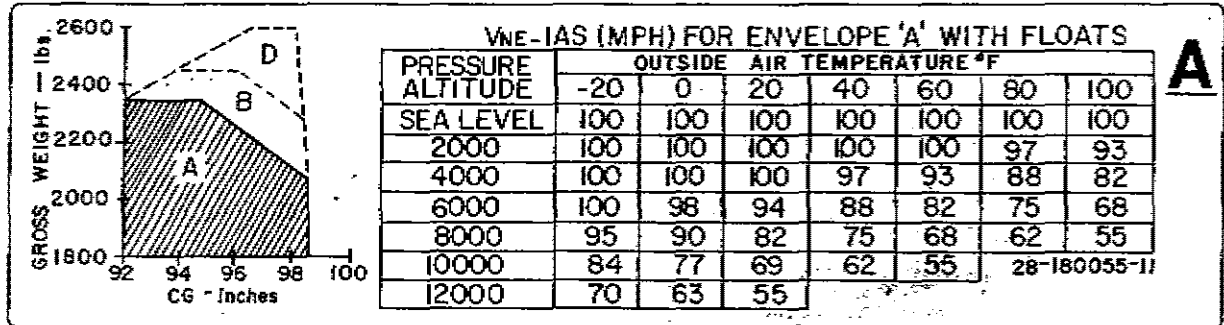 GROSS WEIGHT — lbs.
2600
2400
2200
2000
1800
92 94 96 98 100
CG - Inches
D
B
A
VNE-IAS (MPH) FOR ENVELOPE 'A' WITH FLOATS
PRESSURE ALTITUDE OUTSIDE AIR TEMPERATURE °F
-20 0 20 40 60 80 100
SEA LEVEL 100 100 100 100 100 100 100
2000 100 100 100 100 100 97 93
4000 100 100 100 97 93 88 82
6000 100 98 94 88 82 75 68
8000 95 90 82 75 68 62 55
10000 84 77 69 62 55
12000 70 63 55
28-180055-11
A